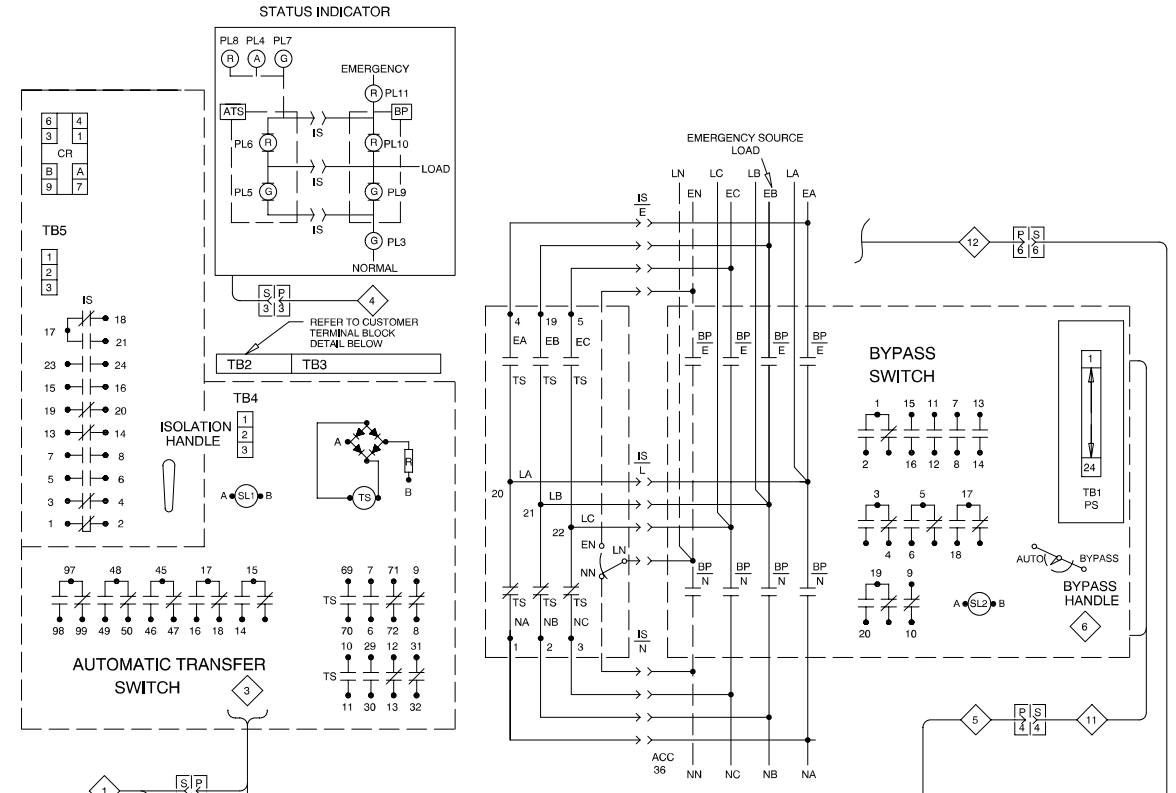 STATUS INDICATOR
PL8 PL4 PL7
R A G
EMERGENCY
R PL11
ATS BP
IS
PL6 R R PL10
IS LOAD
PL5 G G PL9
IS
G PL3
NORMAL
S P
3 3
4
REFER TO CUSTOMER
TERMINAL BLOCK
DETAIL BELOW
TB2 TB3
6 4
3 1
CR
B A
9 7
TB5
1
2
3
IS
18
17
21
23 24
15 16
19 20
13 14
7 8
5 6
3 4
1 2
ISOLATION
HANDLE
TB4
1
2
3
A SL1 B
A
R
B
TS
97 48 45 17 15
98 99 49 50 46 47 16 18 14
69 7 71 9
TS
70 6 72 8
10 29 12 31
TS
11 30 13 32
AUTOMATIC TRANSFER
SWITCH
3
1
S P
EMERGENCY SOURCE
LOAD
LN LC LB LA
EN EC EB EA
IS
E
4 19 5
EA EB EC
TS TS TS
BP BP BP BP
E E E E
IS
L
LA
20
LB
21
LC
22
EN
LN
NN
TS TS TS
NA NB NC
1 2 3
BP BP BP BP
N N N N
IS
N
ACC
36
NN NC NB NA
12
P S
6 6
BYPASS
SWITCH
1 15 11 7 13
2 16 12 8 14
3 5 17
4 6 18
19 9
20 10
A SL2 B
1
24
TB1
PS
AUTO BYPASS
BYPASS
HANDLE
6
5
P S
4 4
11